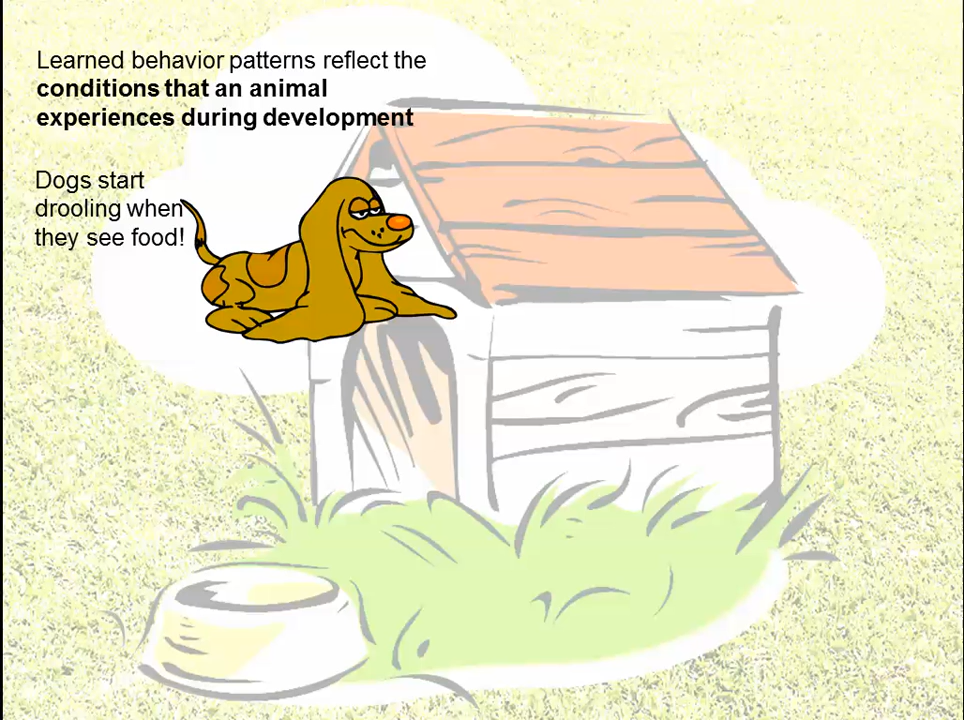 Learned behavior patterns reflect the
conditions that an animal
experiences during development
Dogs start
drooling when
they see food!